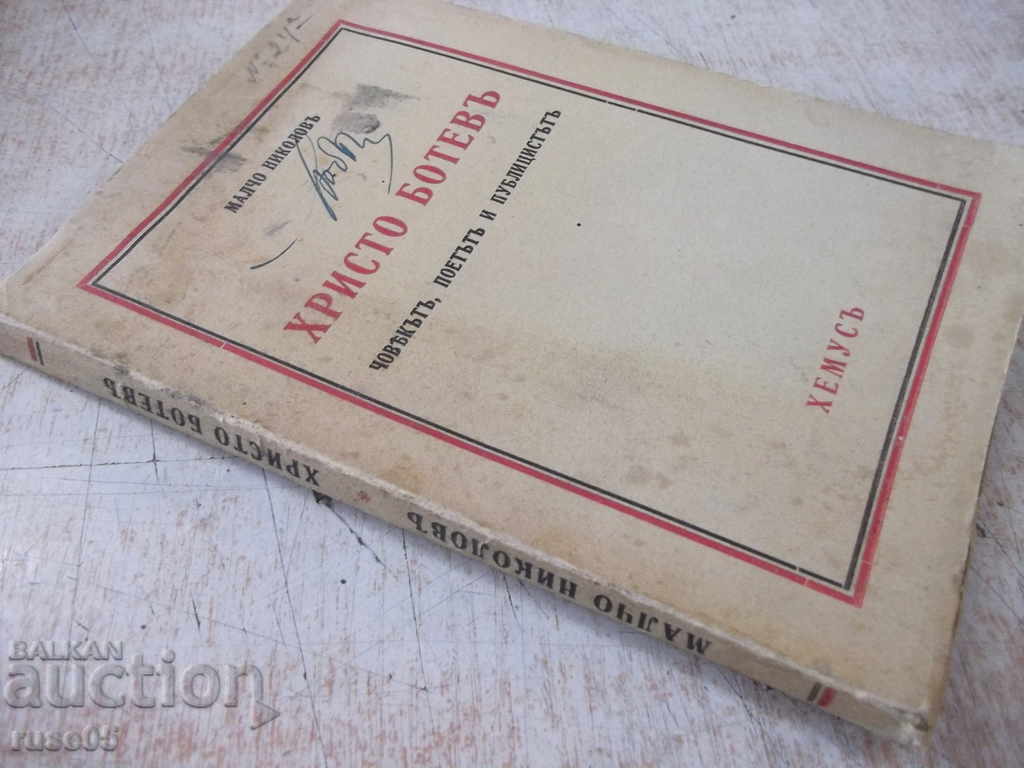 МАЛЧО НИКОЛОВЪ
ХРИСТО БОТЕВЪ
ЧОВѢКЪТЪ, ПОЕТЪТЪ И ПУБЛИЦИСТЪТЪ
ХЕМУСЪ
МАЛЧО НИКОЛОВЪ * ХРИСТО БОТЕВЪ
BALKAN
auction
ruso05